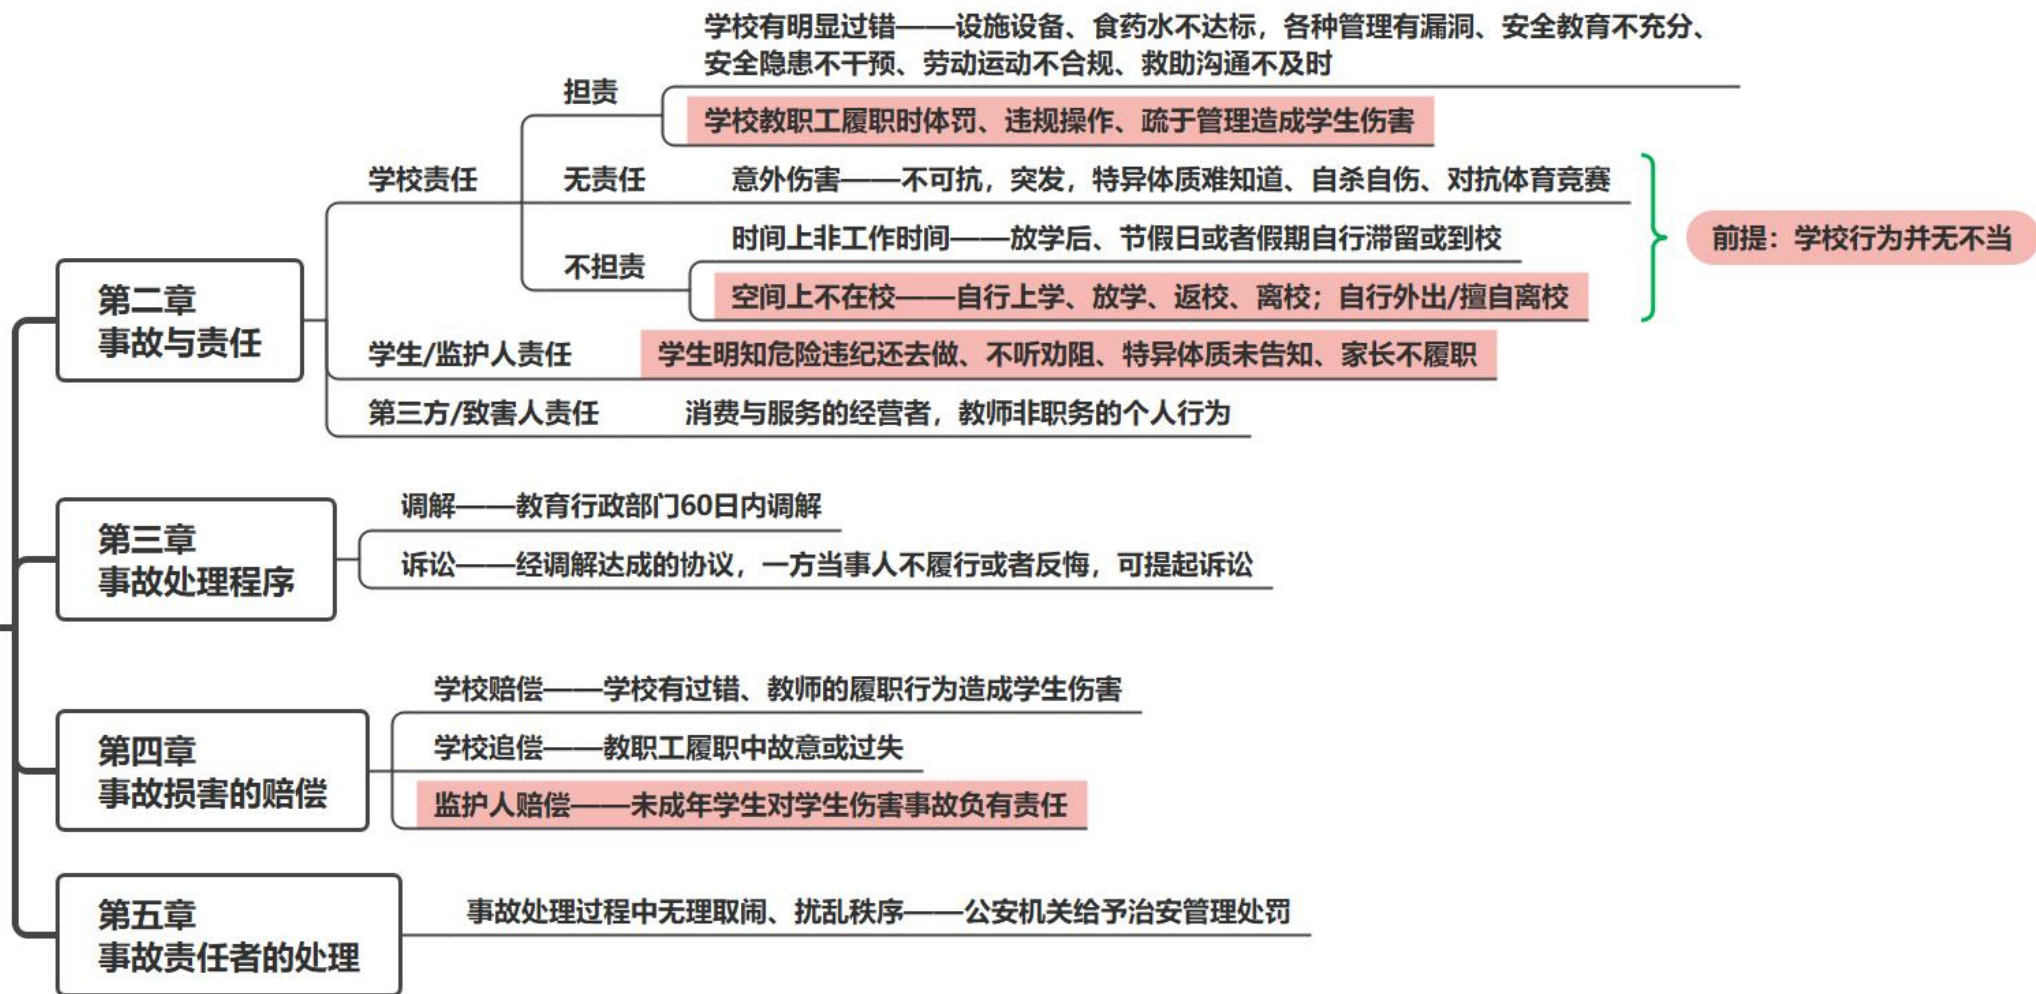 第二章
事故与责任
学校责任
担责
学校有明显过错——设施设备、食药水不达标，各种管理有漏洞、安全教育不充分、
安全隐患不干预、劳动运动不合规、救助沟通不及时
学校教职工履职时体罚、违规操作、疏于管理造成学生伤害
无责任
意外伤害——不可抗，突发，特异体质难知道、自杀自伤、对抗体育竞赛
不担责
时间上非工作时间——放学后、节假日或者假期自行滞留或到校
空间上不在校——自行上学、放学、返校、离校；自行外出/擅自离校
前提：学校行为并无不当
学生/监护人责任
学生明知危险违纪还去做、不听劝阻、特异体质未告知、家长不履职
第三方/致害人责任
消费与服务的经营者，教师非职务的个人行为
第三章
事故处理程序
调解——教育行政部门60日内调解
诉讼——经调解达成的协议，一方当事人不履行或者反悔，可提起诉讼
第四章
事故损害的赔偿
学校赔偿——学校有过错、教师的履职行为造成学生伤害
学校追偿——教职工履职中故意或过失
监护人赔偿——未成年学生对学生伤害事故负有责任
第五章
事故责任者的处理
事故处理过程中无理取闹、扰乱秩序——公安机关给予治安管理处罚